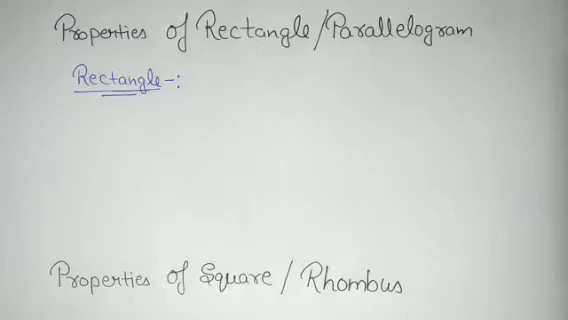 Properties of Rectangle/Parallelogram
Rectangle-:
Properties of Square/Rhombus